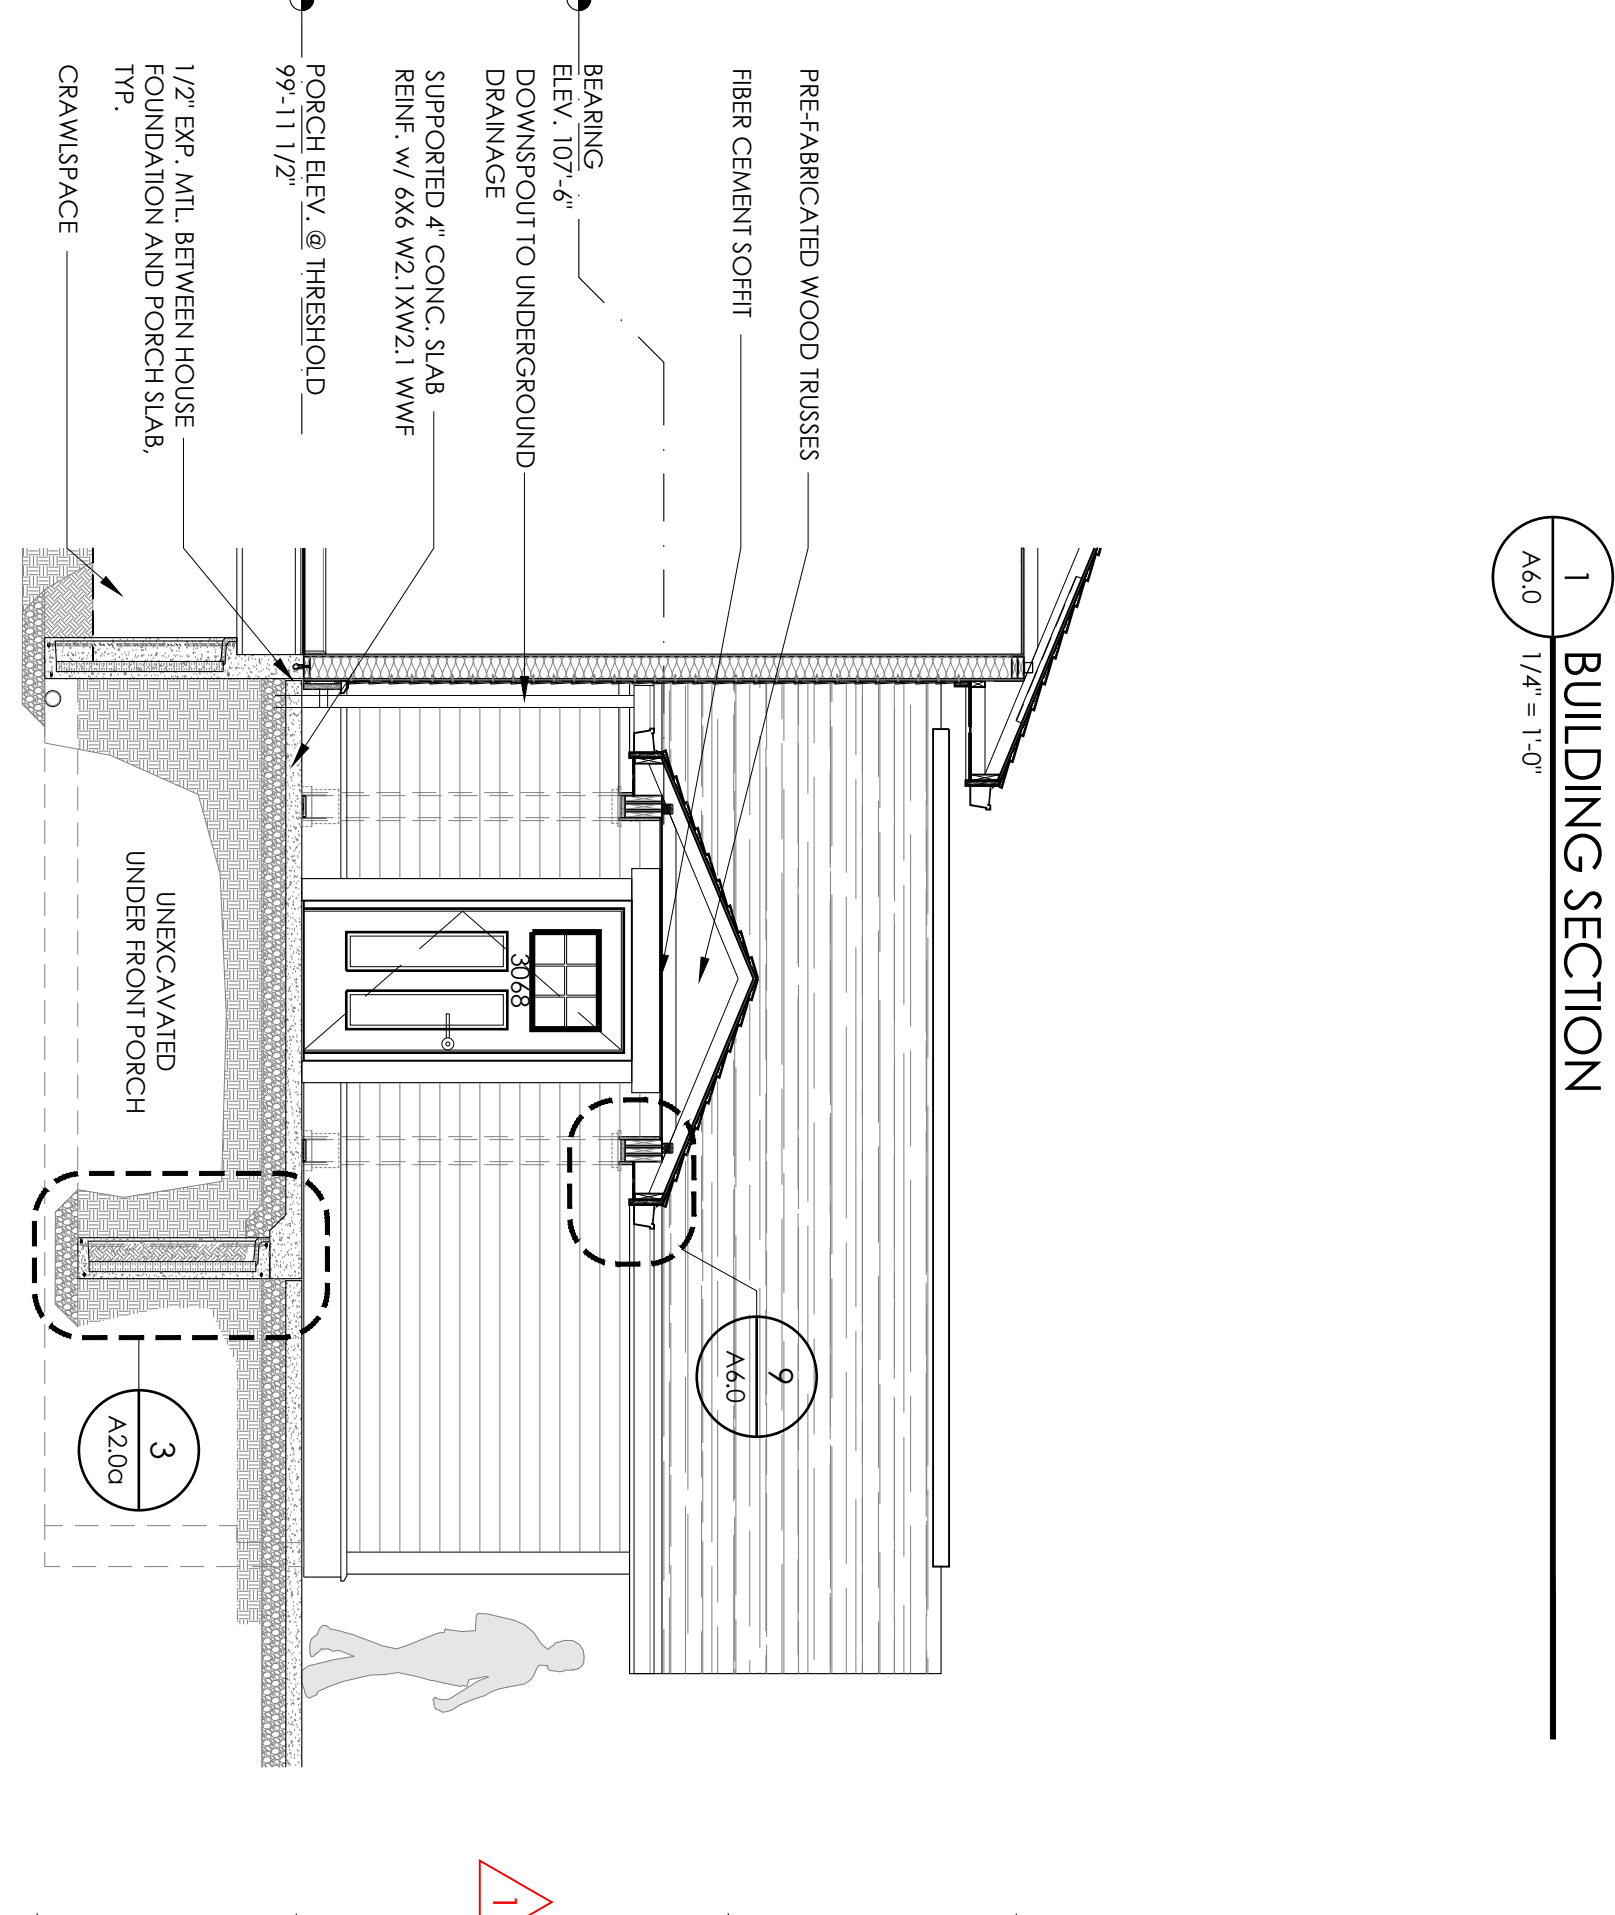 1
A6.0
BUILDING SECTION
1/4" = 1'-0"
PRE-FABRICATED WOOD TRUSSES
FIBER CEMENT SOFFIT
BEARING
ELEV. 107'-6"
DOWNSPOUT TO UNDERGROUND
DRAINAGE
SUPPORTED 4" CONC. SLAB
REINF. W/ 6X6 W2.1XW2.1 WWF
PORCH ELEV. @ THRESHOLD
99'-11 1/2"
1/2" EXP. MTL. BETWEEN HOUSE
FOUNDATION AND PORCH SLAB,
TYP.
CRAWLSPACE
3068
UNEXCAVATED
UNDER FRONT PORCH
9
A6.0
3
A2.0a
1